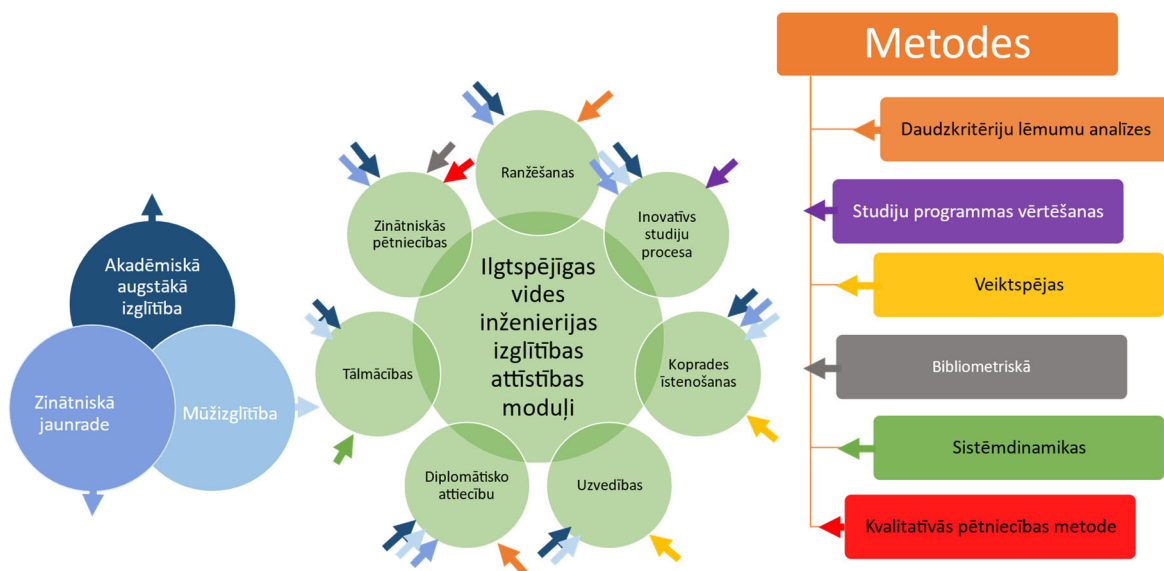 Akadēmiskā
augstākā
izglītība
Zinātniskā
jaunrade
Mūžizglītība
Ranžēšanas
Zinātniskās
pētniecības
Inovatīvs
studiju
procesa
Tālmācības
Koprades
īstenošanas
Diplomātisko
attiecību
Uzvedības
Ilgtspējīgas
vides
inženierijas
izglītības
attīstības
moduļi
Metodes
Daudzkritēriju lēmumu analīzes
Studiju programmas vērtēšanas
Veiktspējas
Bibliometriskā
Sistēmdinamikas
Kvalitatīvās pētniecības metode